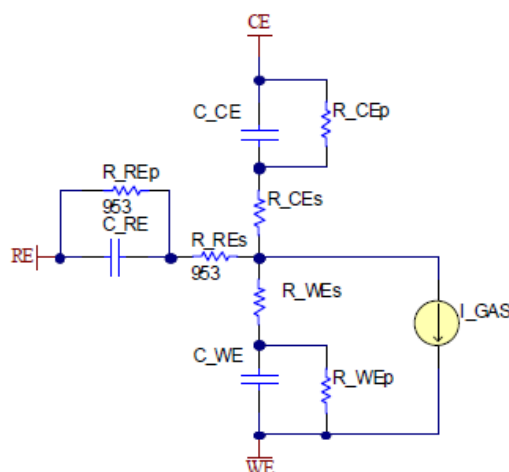 CE
C_CE
R_CEp
R_REp
953
C_RE
R_CEs
R_REs
RE
953
R_WEs
I_GAS
C_WE
R_WEp
WE